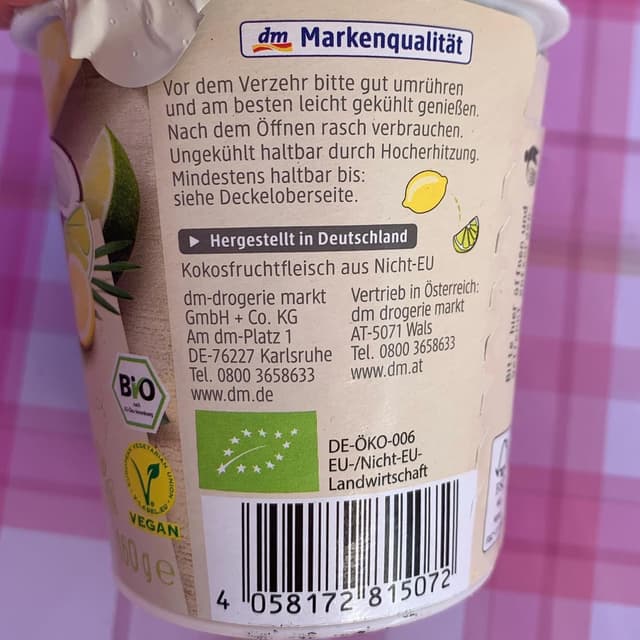 dm Markenqualität
Vor dem Verzehr bitte gut umrühren
und am besten leicht gekühlt genießen.
Nach dem Öffnen rasch verbrauchen.
Ungekühlt haltbar durch Hocherhitzung.
Mindestens haltbar bis:
siehe Deckeloberseite.
Hergestellt in Deutschland
Kokosfruchtfleisch aus Nicht-EU
dm-drogerie markt
GmbH + Co. KG
Am dm-Platz 1
DE-76227 Karlsruhe
Tel. 0800 3658633
www.dm.de
Vertrieb in Österreich:
dm drogerie markt
AT-5071 Wals
Tel. 0800 3658633
www.dm.at
BIO
DE-ÖKO-006
EU-/Nicht-EU-
Landwirtschaft
VEGAN
4 058172 815072
Bitte hier öffnen und